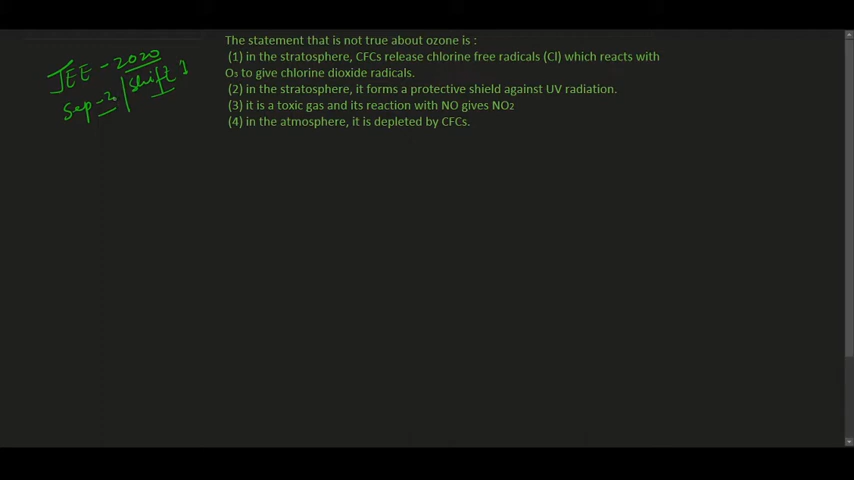 JEE - 2020
Sep - 20 | Shift 1
The statement that is not true about ozone is :
(1) in the stratosphere, CFCs release chlorine free radicals (Cl) which reacts with
O₃ to give chlorine dioxide radicals.
(2) in the stratosphere, it forms a protective shield against UV radiation.
(3) it is a toxic gas and its reaction with NO gives NO₂
(4) in the atmosphere, it is depleted by CFCs.